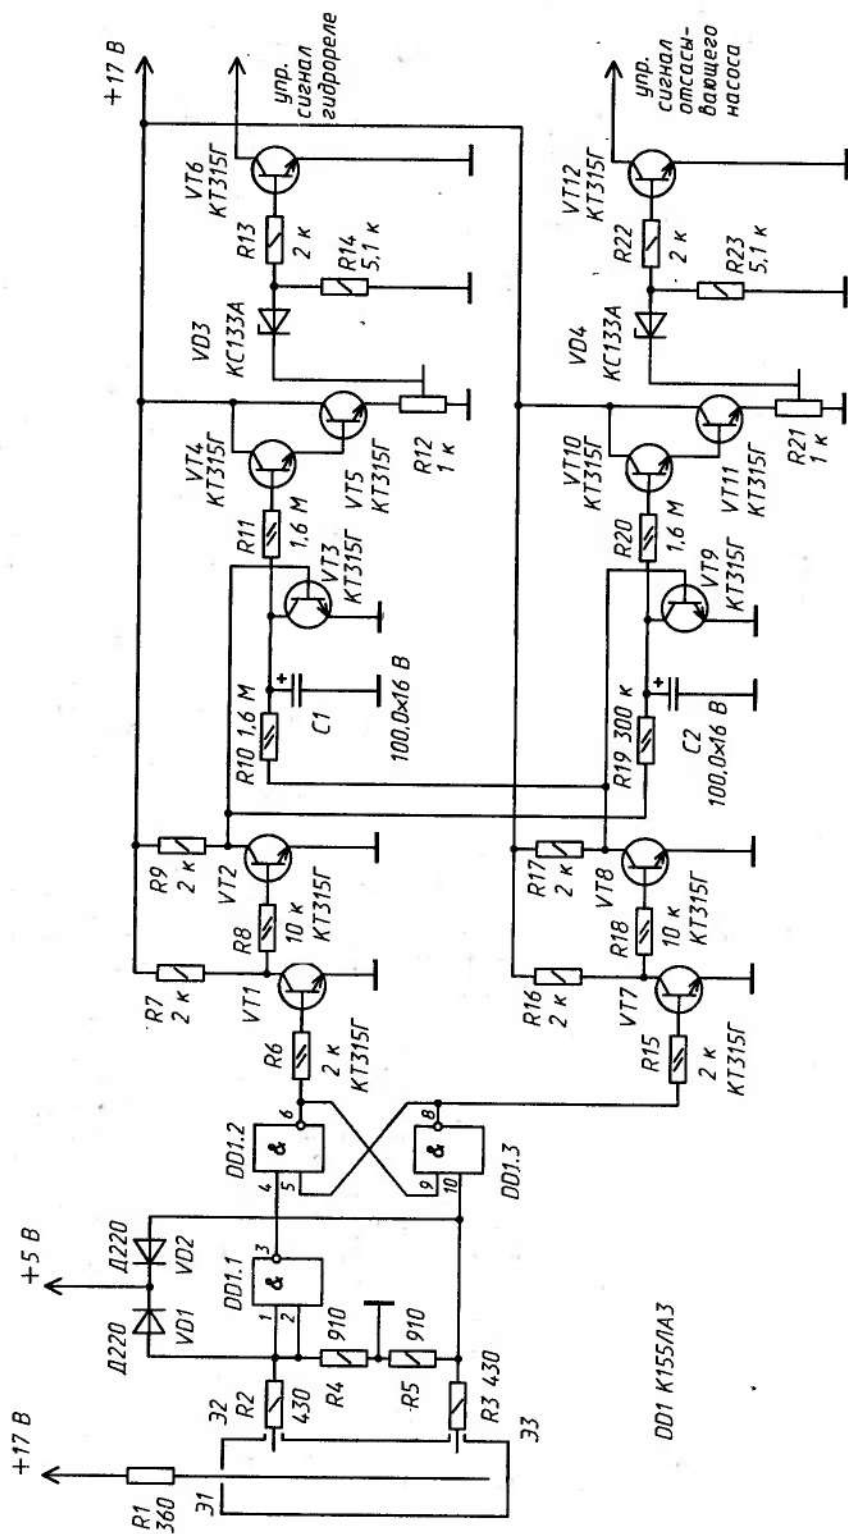 +17 В
R1
360
Э1
Э2
Э3
+5 В
Д220
VD1
Д220
VD2
R2
430
R3 430
R4
910
R5
910
DD1.1
&
1
2
3
DD1.2
&
4
5
6
DD1.3
&
9
10
8
DD1 К155ЛА3
R6
2 к
КТ315Г
VT1
R7
2 к
R8
10 к
КТ315Г
VT2
R9
2 к
R10 1,6 М
+
C1
100,0×16 В
R11
1,6 М
VT3
КТ315Г
VT4
КТ315Г
VT5
КТ315Г
R12
1 к
VD3
КС133А
R13
2 к
R14
5,1 к
VT6
КТ315Г
+17 В
упр.
сигнал
гидрореле
R15
2 к
КТ315Г
VT7
R16
2 к
R18
10 к
КТ315Г
VT8
R17
2 к
R19 300 к
+
C2
100,0×16 В
R20
1,6 М
VT9
КТ315Г
VT10
КТ315Г
VT11
КТ315Г
R21
1 к
VD4
КС133А
R22
2 к
R23
5,1 к
VT12
КТ315Г
упр.
сигнал
отсасы-
вающего
насоса